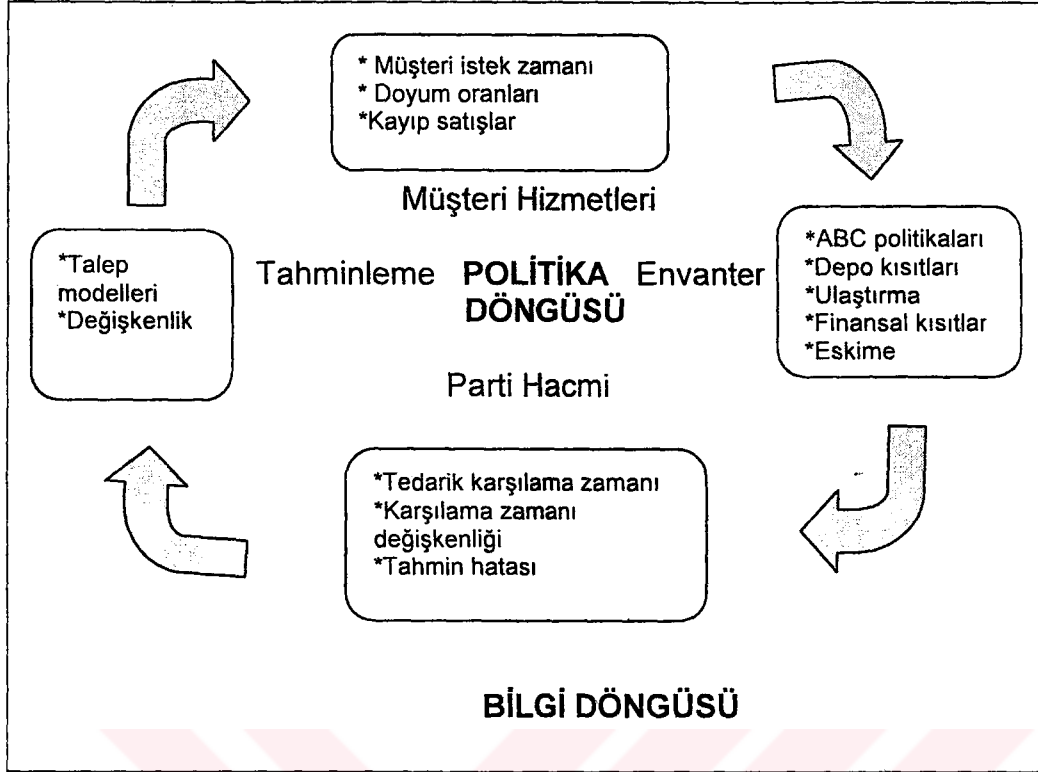 * Müşteri istek zamanı
* Doyum oranları
*Kayıp satışlar
Müşteri Hizmetleri
*Talep
modelleri
*Değişkenlik
Tahminleme POLİTİKA Envanter
DÖNGÜSÜ
*ABC politikaları
*Depo kısıtları
*Ulaştırma
*Finansal kısıtlar
*Eskime
Parti Hacmi
*Tedarik karşılama zamanı
*Karşılama zamanı
değişkenliği
*Tahmin hatası
BİLGİ DÖNGÜSÜ